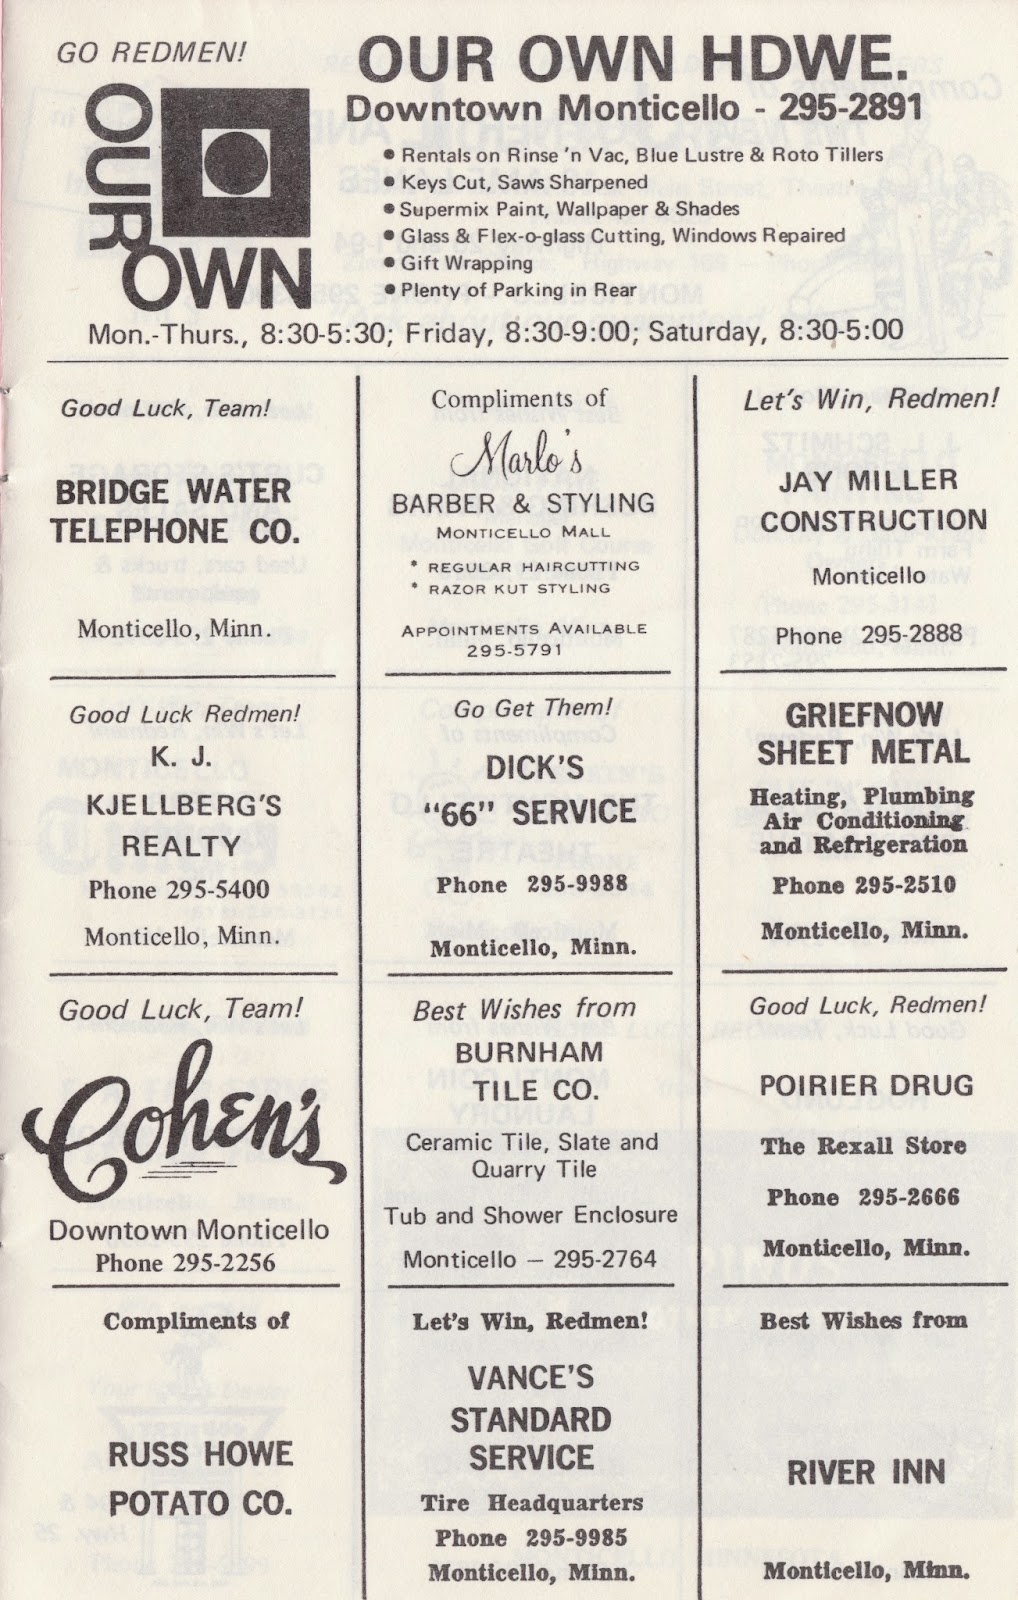 GO REDMEN!
OUR OWN
OUR OWN HDWE.
Downtown Monticello - 295-2891
● Rentals on Rinse 'n Vac, Blue Lustre & Roto Tillers
● Keys Cut, Saws Sharpened
● Supermix Paint, Wallpaper & Shades
● Glass & Flex-o-glass Cutting, Windows Repaired
● Gift Wrapping
● Plenty of Parking in Rear
Mon.-Thurs., 8:30-5:30; Friday, 8:30-9:00; Saturday, 8:30-5:00
Good Luck, Team!
BRIDGE WATER
TELEPHONE CO.
Monticello, Minn.
Compliments of
Marlo's
BARBER & STYLING
MONTICELLO MALL
* REGULAR HAIRCUTTING
* RAZOR KUT STYLING
APPOINTMENTS AVAILABLE
295-5791
Let's Win, Redmen!
JAY MILLER
CONSTRUCTION
Monticello
Phone 295-2888
Good Luck Redmen!
K. J.
KJELLBERG'S
REALTY
Phone 295-5400
Monticello, Minn.
Go Get Them!
DICK'S
"66" SERVICE
Phone 295-9988
Monticello, Minn.
GRIEFNOW
SHEET METAL
Heating, Plumbing
Air Conditioning
and Refrigeration
Phone 295-2510
Monticello, Minn.
Good Luck, Team!
Cohen's
Downtown Monticello
Phone 295-2256
Best Wishes from
BURNHAM
TILE CO.
Ceramic Tile, Slate and
Quarry Tile
Tub and Shower Enclosure
Monticello — 295-2764
Good Luck, Redmen!
POIRIER DRUG
The Rexall Store
Phone 295-2666
Monticello, Minn.
Compliments of
RUSS HOWE
POTATO CO.
Let's Win, Redmen!
VANCE'S
STANDARD
SERVICE
Tire Headquarters
Phone 295-9985
Monticello, Minn.
Best Wishes from
RIVER INN
Monticello, Minn.